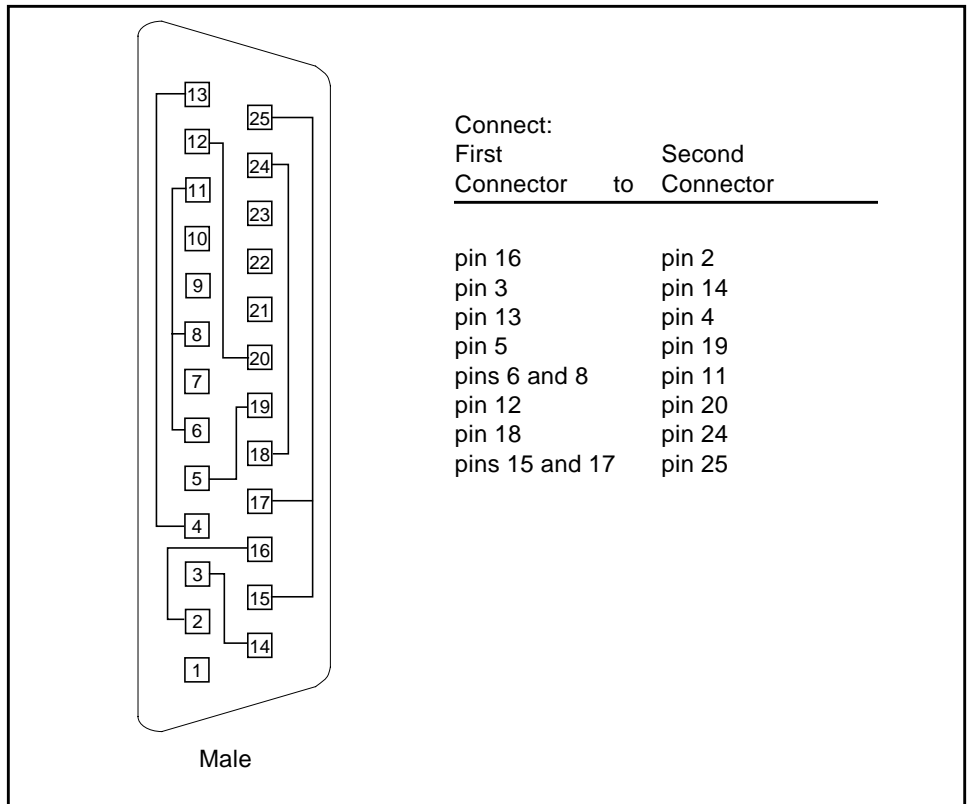 13
12
11
10
9
8
7
6
5
4
3
2
1
25
24
23
22
21
20
19
18
17
16
15
14
Male
Connect:
First Second
Connector to Connector
pin 16 pin 2
pin 3 pin 14
pin 13 pin 4
pin 5 pin 19
pins 6 and 8 pin 11
pin 12 pin 20
pin 18 pin 24
pins 15 and 17 pin 25